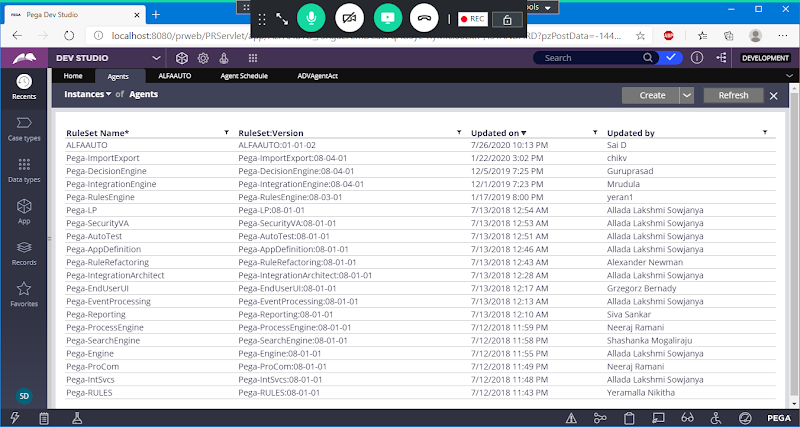 PEGA Pega Dev Studio
ools
REC
localhost:8080/prweb/PRServlet/app
RD?pzPostData=-144...
DEV STUDIO
Search
DEVELOPMENT
Recents
Home Agents ALFAAUTO Agent Schedule ADVAgentAct
Instances of Agents
Create Refresh
RuleSet Name* RuleSet:Version Updated on Updated by
ALFAAUTO ALFAAUTO:01-01-02 7/26/2020 10:13 PM Sai D
Pega-ImportExport Pega-ImportExport:08-04-01 1/22/2020 3:02 PM chikv
Pega-DecisionEngine Pega-DecisionEngine:08-04-01 12/5/2019 7:25 PM Guruprasad
Pega-IntegrationEngine Pega-IntegrationEngine:08-04-01 12/1/2019 7:23 PM Mrudula
Pega-RulesEngine Pega-RulesEngine:08-03-01 1/17/2019 8:00 PM yeran1
Pega-LP Pega-LP:08-01-01 7/13/2018 12:54 AM Allada Lakshmi Sowjanya
Pega-SecurityVA Pega-SecurityVA:08-01-01 7/13/2018 12:53 AM Allada Lakshmi Sowjanya
Pega-AutoTest Pega-AutoTest:08-01-01 7/13/2018 12:51 AM Allada Lakshmi Sowjanya
Pega-AppDefinition Pega-AppDefinition:08-01-01 7/13/2018 12:46 AM Allada Lakshmi Sowjanya
Pega-RuleRefactoring Pega-RuleRefactoring:08-01-01 7/13/2018 12:43 AM Alexander Newman
Pega-IntegrationArchitect Pega-IntegrationArchitect:08-01-01 7/13/2018 12:28 AM Allada Lakshmi Sowjanya
Pega-EndUserUI Pega-EndUserUI:08-01-01 7/13/2018 12:17 AM Grzegorz Bernady
Pega-EventProcessing Pega-EventProcessing:08-01-01 7/13/2018 12:13 AM Allada Lakshmi Sowjanya
Pega-Reporting Pega-Reporting:08-01-01 7/13/2018 12:10 AM Siva Sankar
Pega-ProcessEngine Pega-ProcessEngine:08-01-01 7/12/2018 11:59 PM Neeraj Ramani
Pega-SearchEngine Pega-SearchEngine:08-01-01 7/12/2018 11:58 PM Shashanka Mogaliraju
Pega-Engine Pega-Engine:08-01-01 7/12/2018 11:55 PM Allada Lakshmi Sowjanya
Pega-ProCom Pega-ProCom:08-01-01 7/12/2018 11:49 PM Neeraj Ramani
Pega-IntSvcs Pega-IntSvcs:08-01-01 7/12/2018 11:48 PM Allada Lakshmi Sowjanya
Pega-RULES Pega-RULES:08-01-01 7/12/2018 11:43 PM Yeramalla Nikitha
Case types
Data types
App
Records
Favorites
SD
PEGA